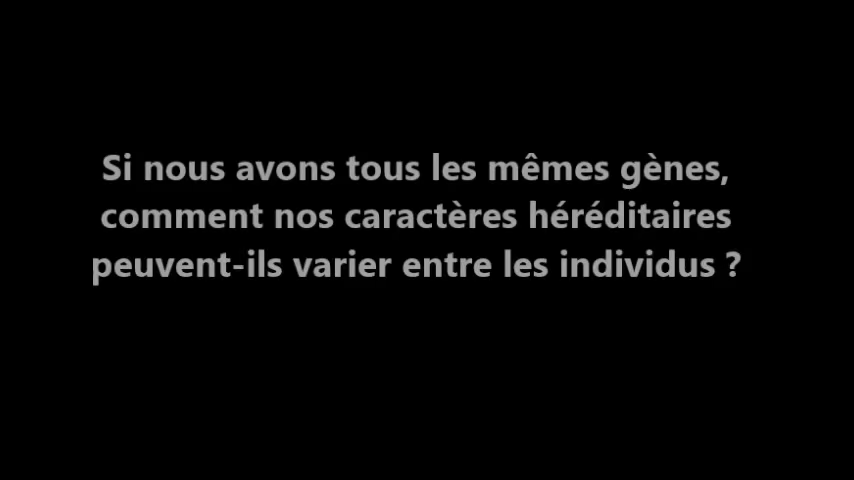 Si nous avons tous les mêmes gènes,
comment nos caractères héréditaires
peuvent-ils varier entre les individus ?